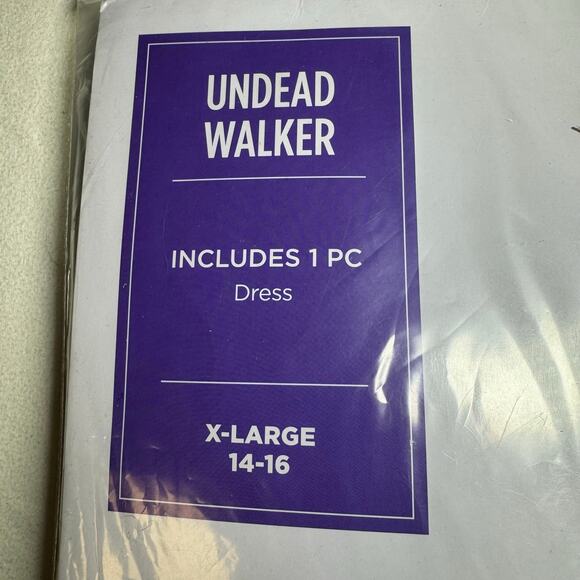 UNDEAD
WALKER
INCLUDES 1 PC
Dress
X-LARGE
14-16